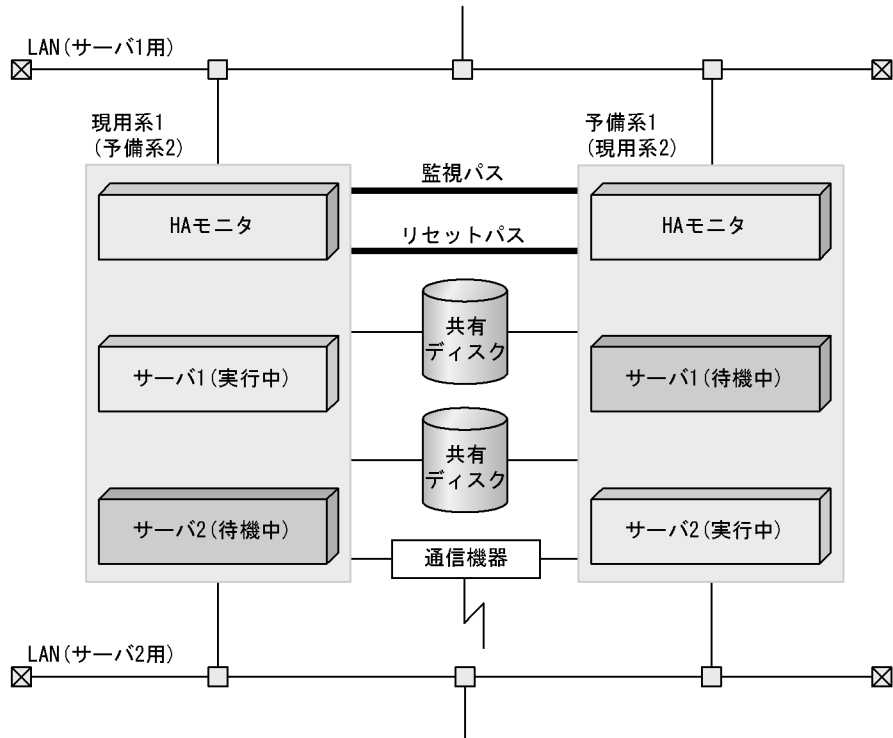 LAN(サーバ1用)
現用系1
(予備系2)
予備系1
(現用系2)
監視パス
HAモニタ
HAモニタ
リセットパス
共有
ディスク
サーバ1(実行中)
サーバ1(待機中)
共有
ディスク
サーバ2(待機中)
サーバ2(実行中)
通信機器
LAN(サーバ2用)